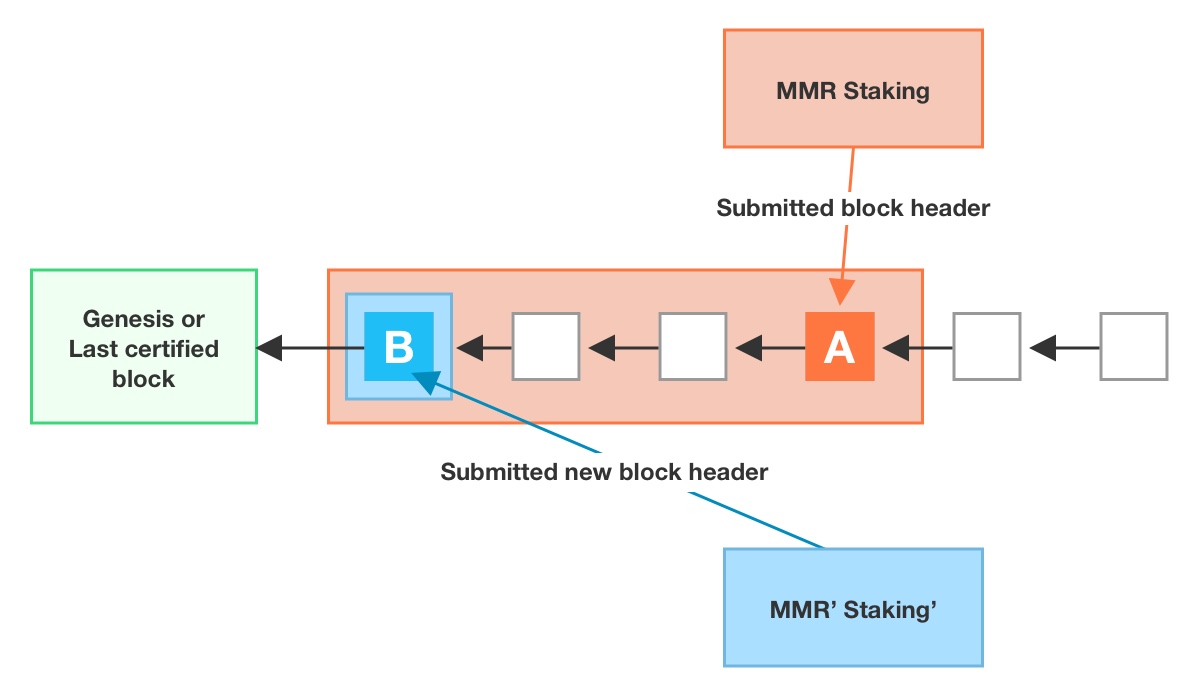 MMR Staking
Submitted block header
Genesis or
Last certified
block
B
A
Submitted new block header
MMR’ Staking’